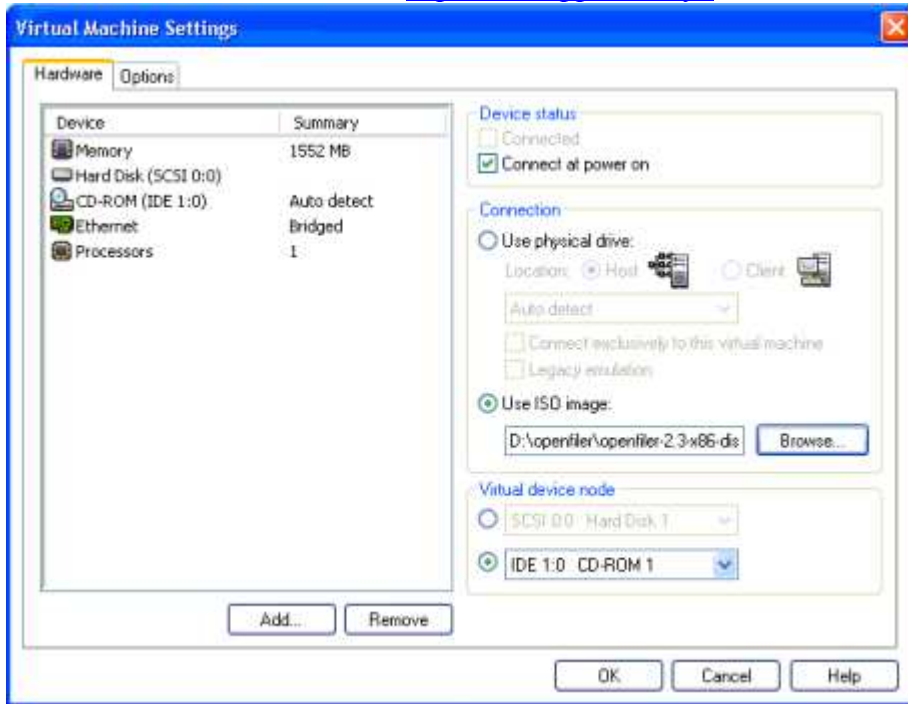 Virtual Machine Settings
Hardware Options
Device Summary
Memory 1552 MB
Hard Disk (SCSI 0:0)
CD-ROM (IDE 1:0) Auto detect
Ethernet Bridged
Processors 1
Add... Remove
Device status
Connected
Connect at power on
Connection
Use physical drive:
Location: Host Client
Auto detect
Connect exclusively to this virtual machine
Legacy emulation
Use ISO image:
D:\openfiler\openfiler-2.3-x86-dis Browse...
Virtual device node
SCSI 0:0 Hard Disk 1
IDE 1:0 CD-ROM 1
OK Cancel Help